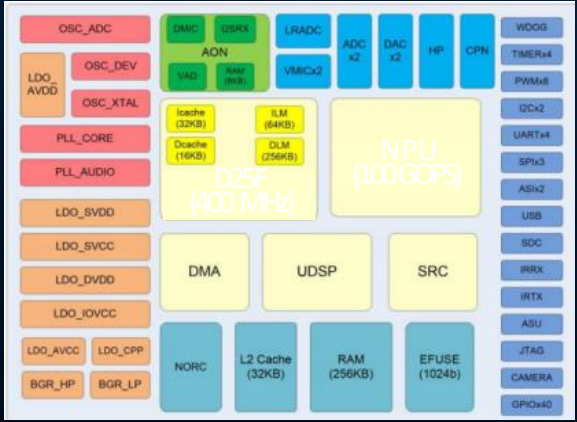 OSC_ADC
LDO_
AVDD
OSC_DEV
OSC_XTAL
PLL_CORE
PLL_AUDIO
LDO_SVDD
LDO_SVCC
LDO_DVDD
LDO_IOVCC
LDO_AVCC
LDO_CPP
BGR_HP
BGR_LP
DMIC
I2SRX
AON
VAD
RAM
(8KB)
LRADC
VMICx2
ADC
x2
DAC
x2
HP
CPN
Icache
(32KB)
ILM
(64KB)
Dcache
(16KB)
DLM
(256KB)
D25F
(400 MHz)
NPU
(100 GOPS)
DMA
UDSP
SRC
NORC
L2 Cache
(32KB)
RAM
(256KB)
EFUSE
(1024b)
WDOG
TIMERx4
PWMx8
I2Cx2
UARTx4
SPIx3
ASIx2
USB
SDC
IRRX
IRTX
ASU
JTAG
CAMERA
GPIOx40